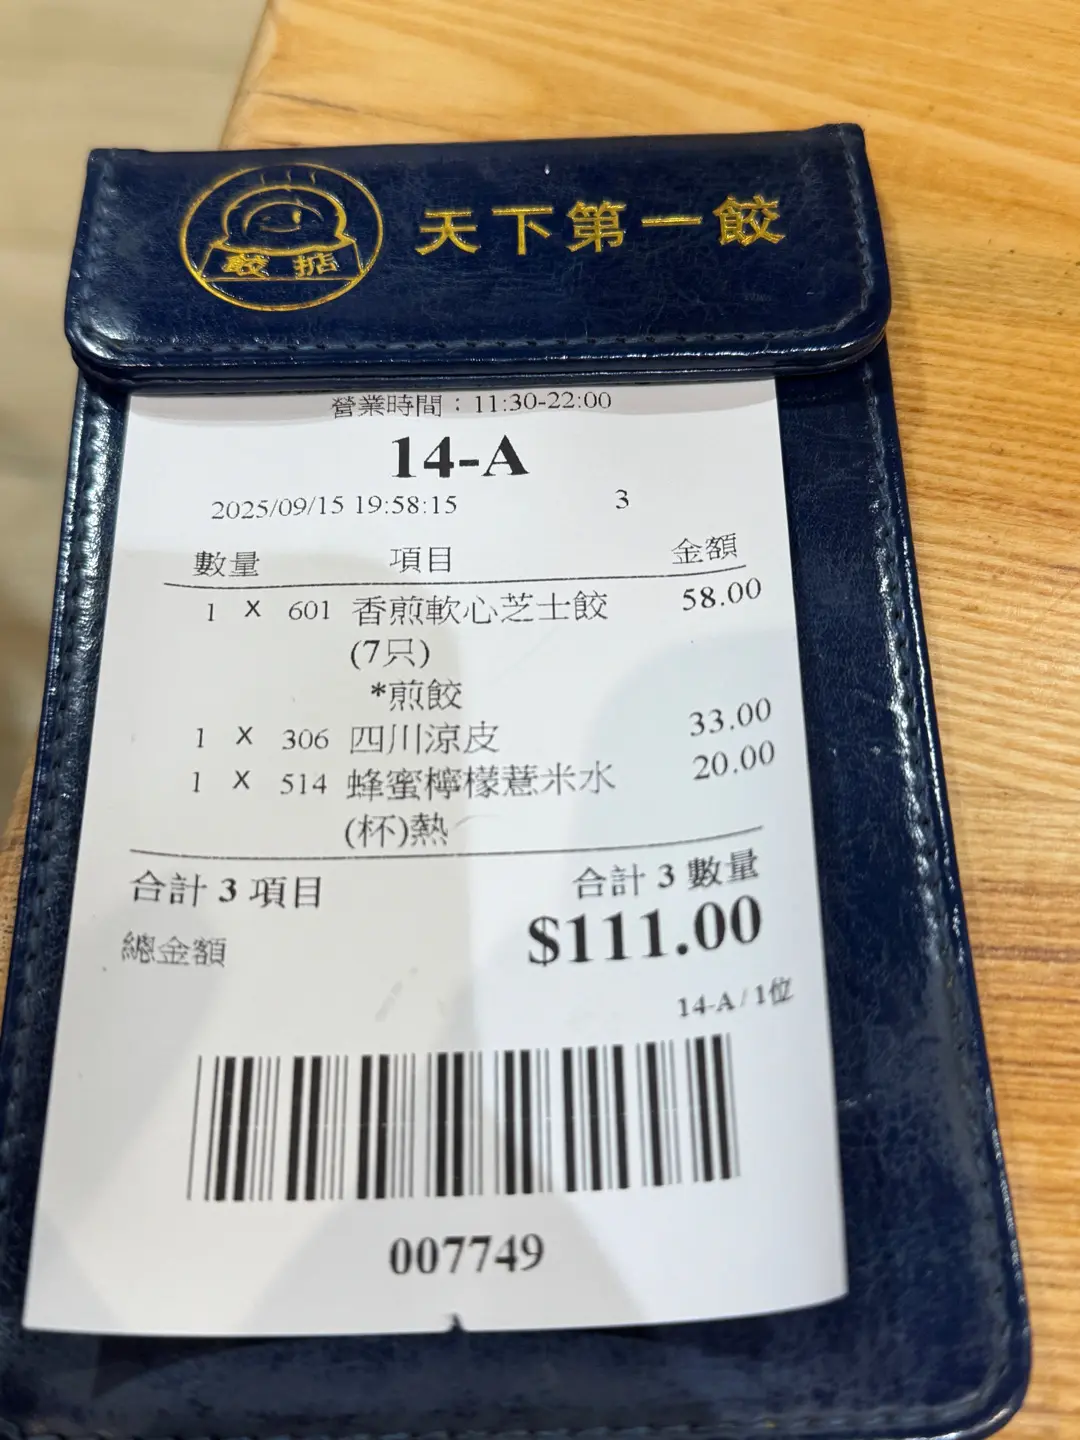 天下第一餃
營業時間：11:30-22:00
14-A
2025/09/15 19:58:15 3
數量 項目 金額
1 X 601 香煎軟心芝士餃 58.00
(7只)
*煎餃
1 X 306 四川涼皮 33.00
1 X 514 蜂蜜檸檬薏米水 20.00
(杯)熱
合計 3 項目 合計 3 數量
總金額 $111.00
14-A / 1位
007749